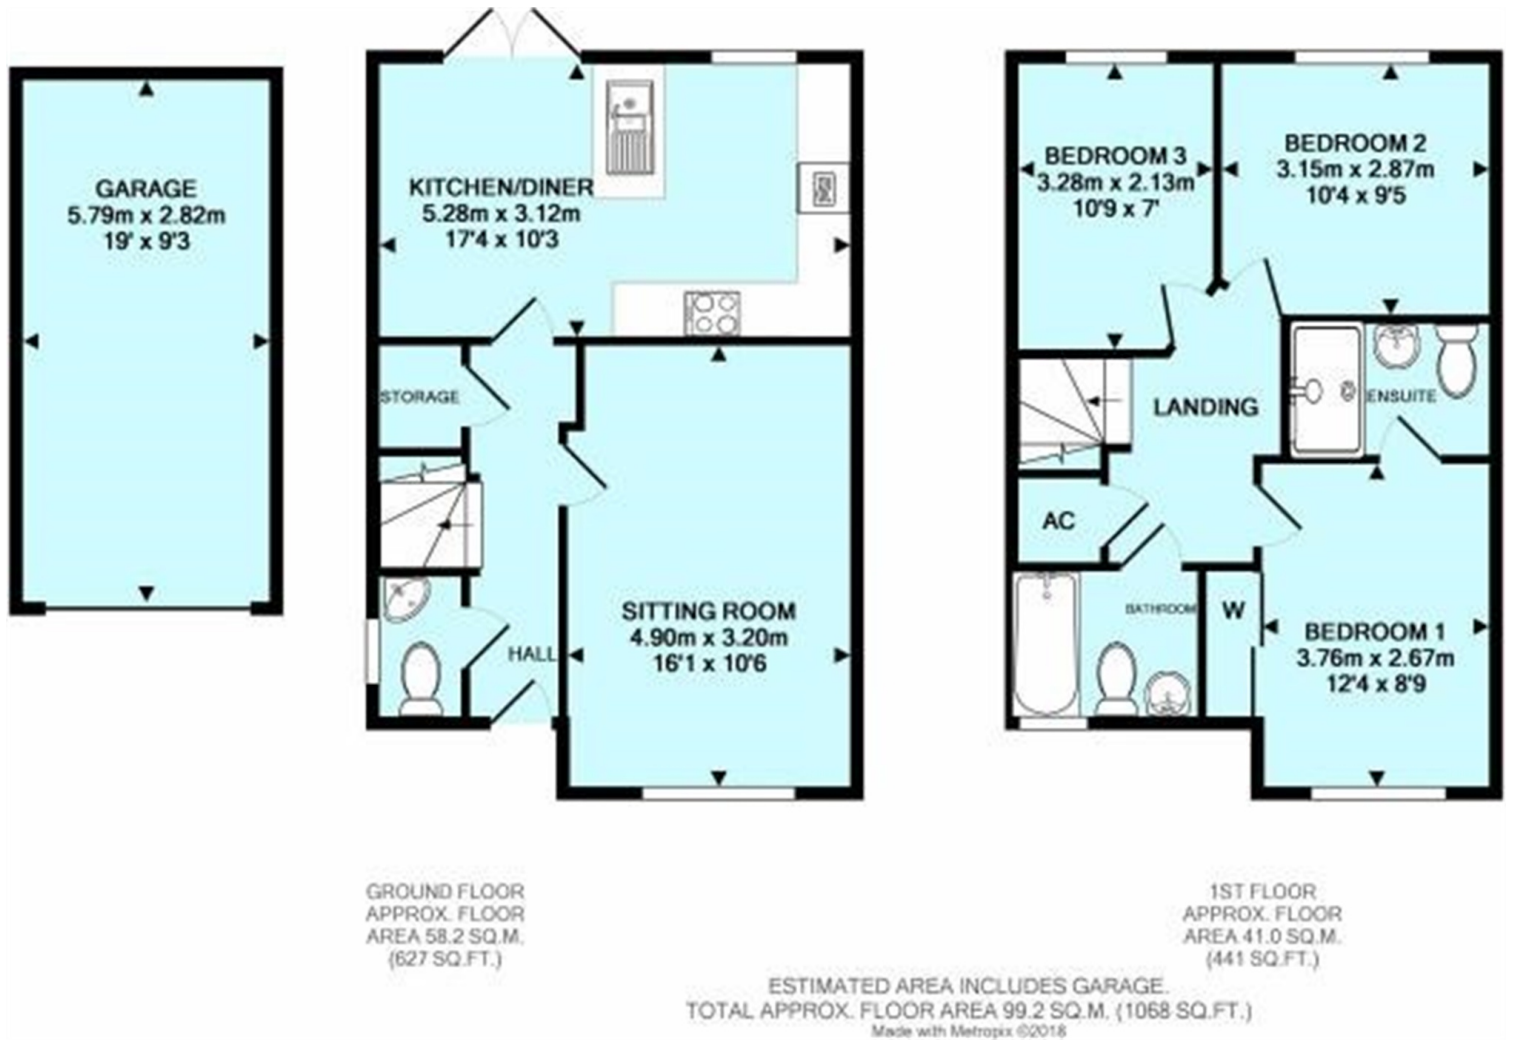 GARAGE
5.79m x 2.82m
19' x 9'3
KITCHEN/DINER
5.28m x 3.12m
17'4 x 10'3
STORAGE
HALL
SITTING ROOM
4.90m x 3.20m
16'1 x 10'6
BEDROOM 3
3.28m x 2.13m
10'9 x 7'
BEDROOM 2
3.15m x 2.87m
10'4 x 9'5
LANDING
ENSUITE
AC
BATHROOM
W
BEDROOM 1
3.76m x 2.67m
12'4 x 8'9
GROUND FLOOR
APPROX. FLOOR
AREA 58.2 SQ.M.
(627 SQ.FT.)
1ST FLOOR
APPROX. FLOOR
AREA 41.0 SQ.M.
(441 SQ.FT.)
ESTIMATED AREA INCLUDES GARAGE.
TOTAL APPROX. FLOOR AREA 99.2 SQ.M. (1068 SQ.FT.)
Made with Metropix ©2018